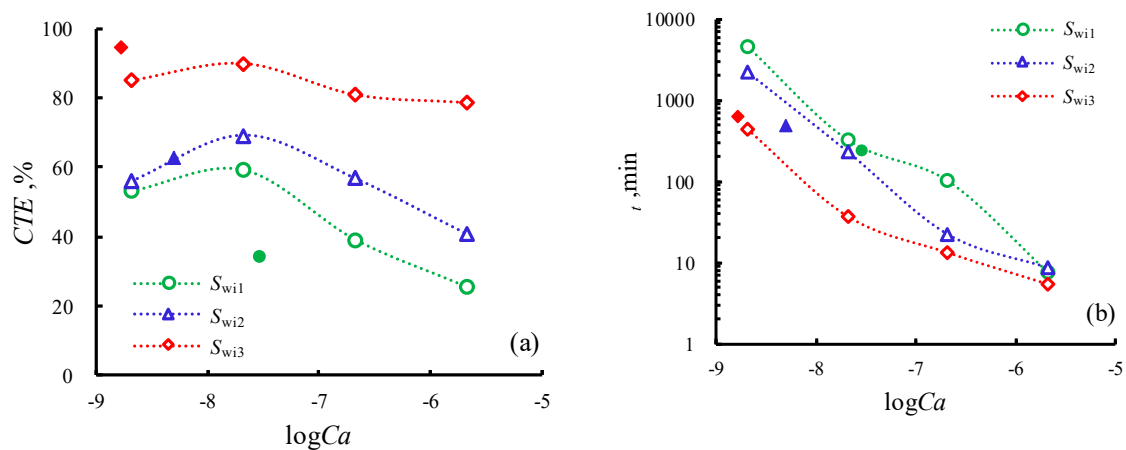 100
80
60
40
20
0
CTE ,%
-9 -8 -7 -6 -5
logCa
Swi1
Swi2
Swi3
(a)
10000
1000
100
10
1
t ,min
-9 -8 -7 -6 -5
logCa
Swi1
Swi2
Swi3
(b)